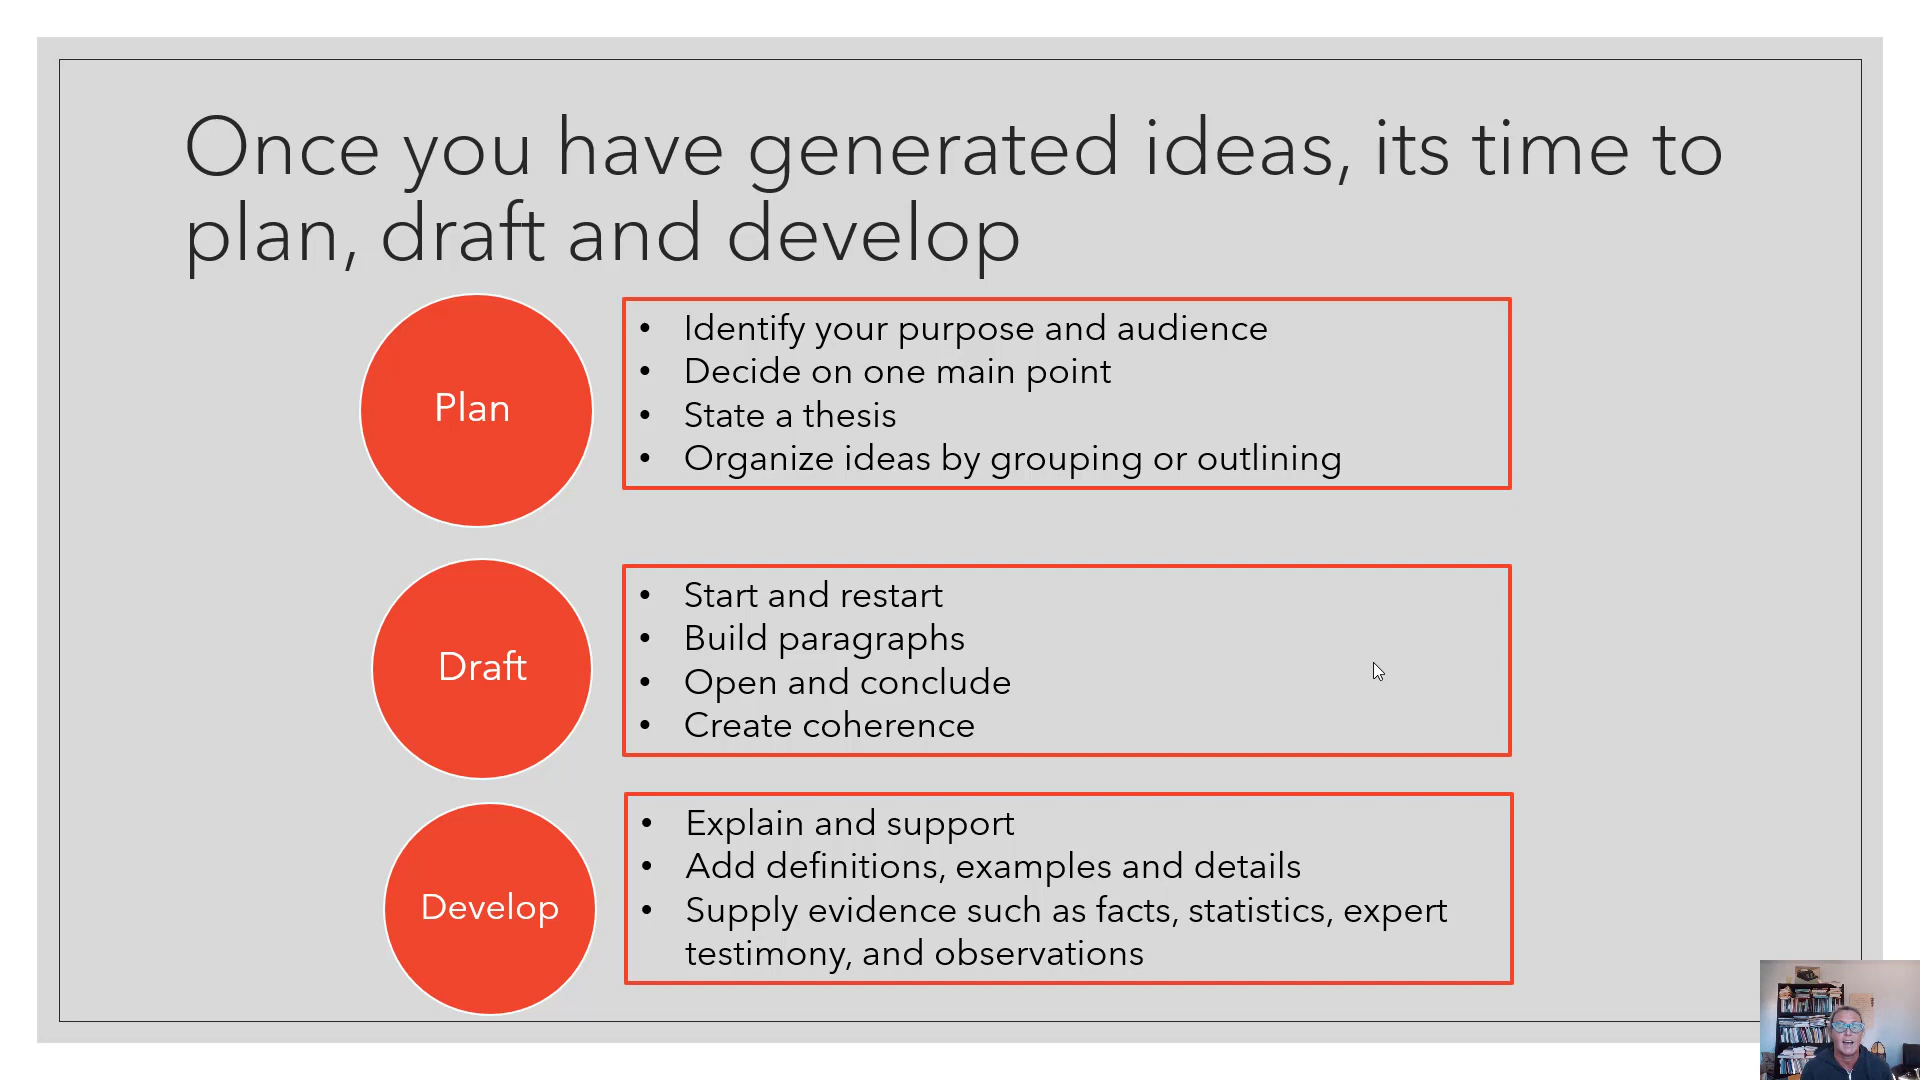 Once you have generated ideas, its time to
plan, draft and develop
Plan
• Identify your purpose and audience
• Decide on one main point
• State a thesis
• Organize ideas by grouping or outlining
Draft
• Start and restart
• Build paragraphs
• Open and conclude
• Create coherence
Develop
• Explain and support
• Add definitions, examples and details
• Supply evidence such as facts, statistics, expert
testimony, and observations